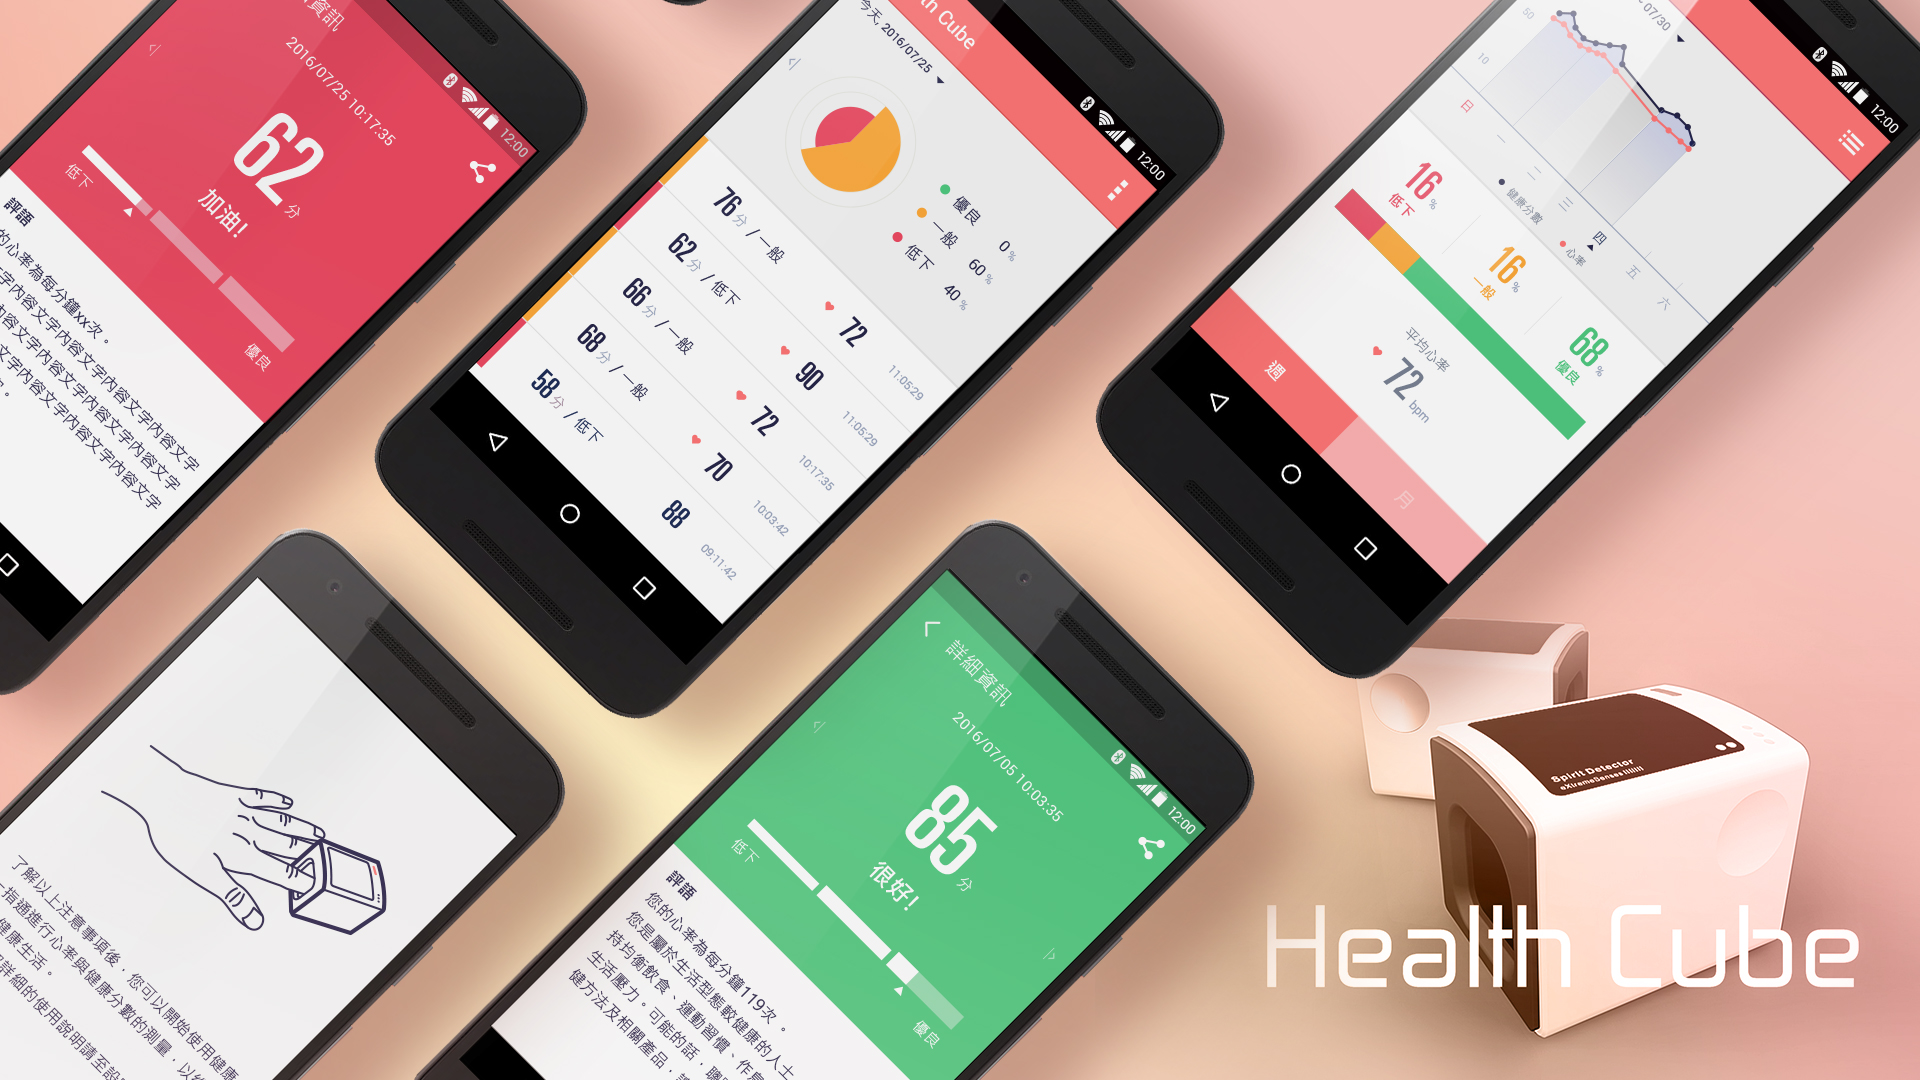 資訊
2016/07/25 10:17:35
12:00
62 分
加油!
低下
優良
評語
的心率為每分鐘xx次。
文字內容文字內容文字內容文字
內容文字內容文字內容文字
文字內容文字內容文字內容文字
Health Cube
12:00
今天, 2016/07/25
優良 0 %
一般 60 %
低下 40 %
76 分 / 一般 72 11:05:29
62 分 / 低下 90 11:05:29
66 分 / 一般 72 10:17:35
68 分 / 一般 70 10:03:42
58 分 / 低下 88 09:11:42
07/30
12:00
50
10
日 一 二 三 四 五 六
健康分數 心率
16 %
低下
16 %
一般
68 %
優良
平均心率
72 bpm
週
月
了解以上注意事項後，您可以開始使用健康
一指通進行心率與健康分數的測量，以
健康生活。
詳細的使用說明請至設
詳細資訊
2016/07/05 10:03:35
12:00
85 分
很好!
低下
優良
評語
您的心率為每分鐘119次。
您是屬於生活型態較健康的人士
持均衡飲食、運動習慣、作息
生活壓力。可能的話，
健方法及相關產品，
Spirit Detector
eXtremeSenses
Health Cube